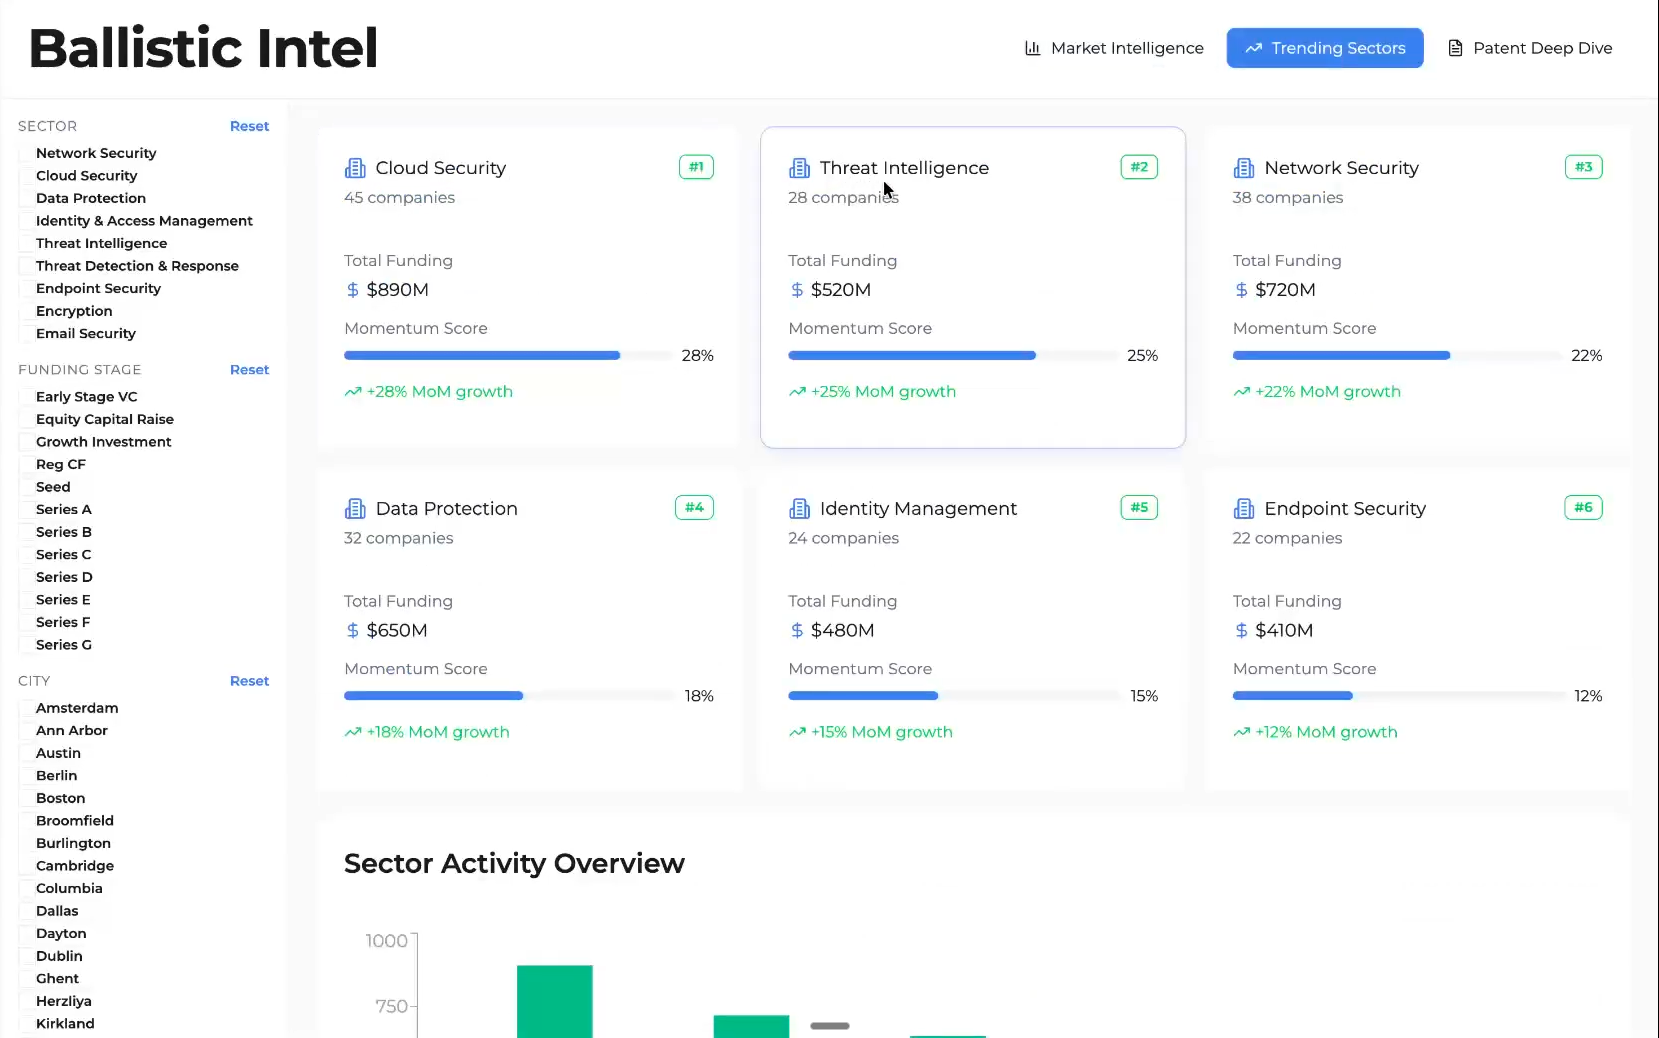 Ballistic Intel
Market Intelligence
Trending Sectors
Patent Deep Dive
SECTOR
Reset
Network Security
Cloud Security
Data Protection
Identity & Access Management
Threat Intelligence
Threat Detection & Response
Endpoint Security
Encryption
Email Security
FUNDING STAGE
Reset
Early Stage VC
Equity Capital Raise
Growth Investment
Reg CF
Seed
Series A
Series B
Series C
Series D
Series E
Series F
Series G
CITY
Reset
Amsterdam
Ann Arbor
Austin
Berlin
Boston
Broomfield
Burlington
Cambridge
Columbia
Dallas
Dayton
Dublin
Ghent
Herzliya
Kirkland
Cloud Security
#1
45 companies
Total Funding
$ $890M
Momentum Score
28%
+28% MoM growth
Threat Intelligence
#2
28 companies
Total Funding
$ $520M
Momentum Score
25%
+25% MoM growth
Network Security
#3
38 companies
Total Funding
$ $720M
Momentum Score
22%
+22% MoM growth
Data Protection
#4
32 companies
Total Funding
$ $650M
Momentum Score
18%
+18% MoM growth
Identity Management
#5
24 companies
Total Funding
$ $480M
Momentum Score
15%
+15% MoM growth
Endpoint Security
#6
22 companies
Total Funding
$ $410M
Momentum Score
12%
+12% MoM growth
Sector Activity Overview
1000
750